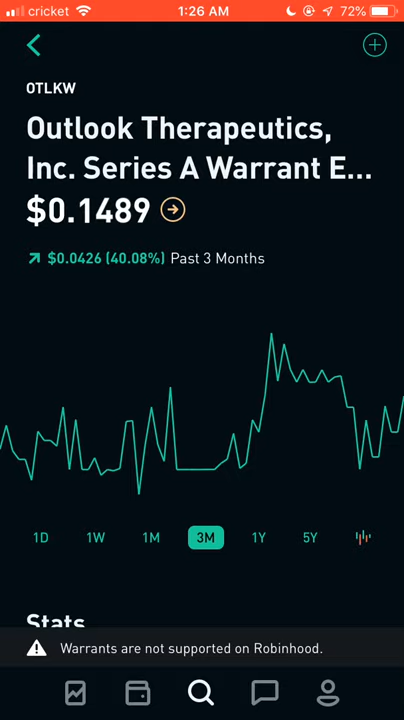 cricket 1:26 AM 72%
OTLKW
Outlook Therapeutics,
Inc. Series A Warrant E...
$0.1489
$0.0426 (40.08%) Past 3 Months
1D 1W 1M 3M 1Y 5Y
Stats
Warrants are not supported on Robinhood.